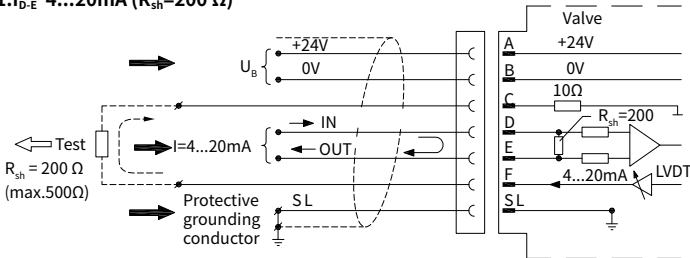 1.I D-E 4...20mA (Rsh=200 Ω)
Valve
+24V
A
+24V
UB
0V
B
0V
C
10Ω
IN
D
Rsh=200
Test
I=4...20mA
OUT
E
Rsh = 200 Ω
(max.500Ω)
F
4...20mA
LVDT
Protective
grounding
conductor
SL
SL